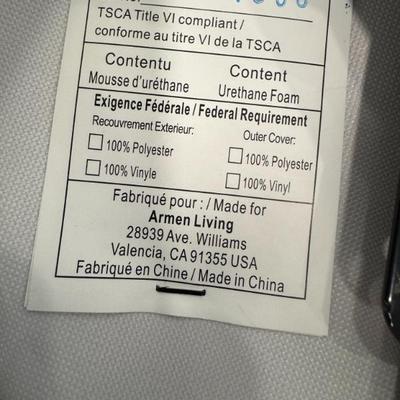 TSCA Title VI compliant /
conforme au titre VI de la TSCA
Contentu Content
Mousse d'uréthane Urethane Foam
Exigence Fédérale / Federal Requirement
Recouvrement Exterieur: Outer Cover:
100% Polyester 100% Polyester
100% Vinyle 100% Vinyl
Fabriqué pour : / Made for
Armen Living
28939 Ave. Williams
Valencia, CA 91355 USA
Fabriqué en Chine / Made in China